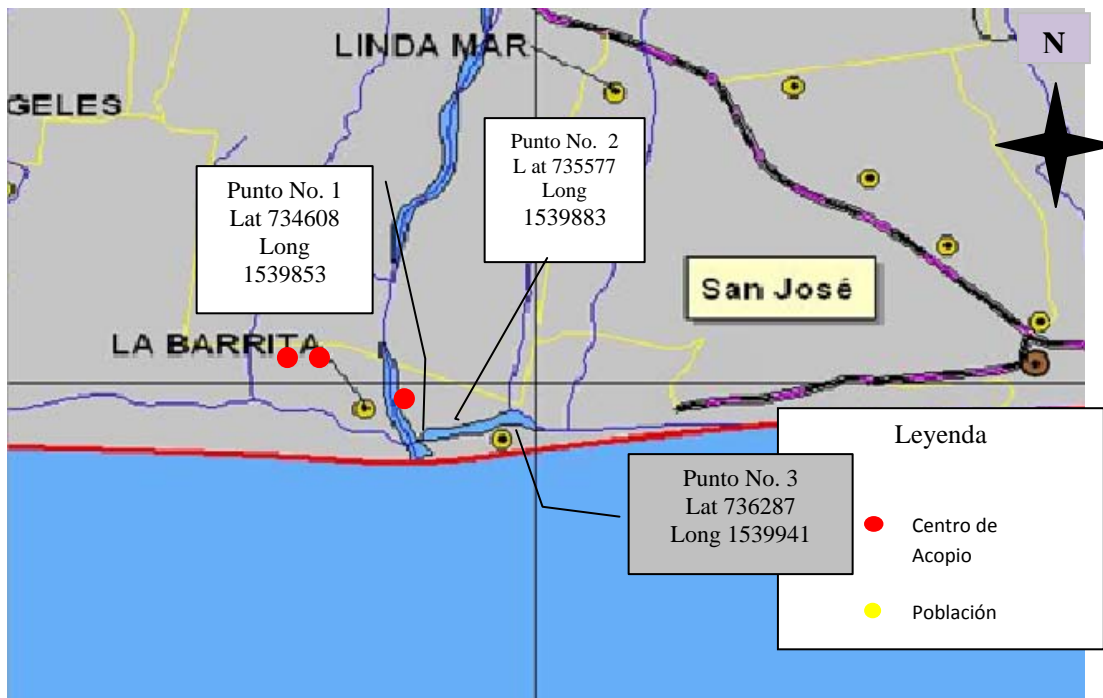 N
LINDA MAR
GELES
Punto No. 2
L at 735577
Long
1539883
Punto No. 1
Lat 734608
Long
1539853
San José
LA BARRITA
Leyenda
Punto No. 3
Lat 736287
Long 1539941
Centro de
Acopio
Población